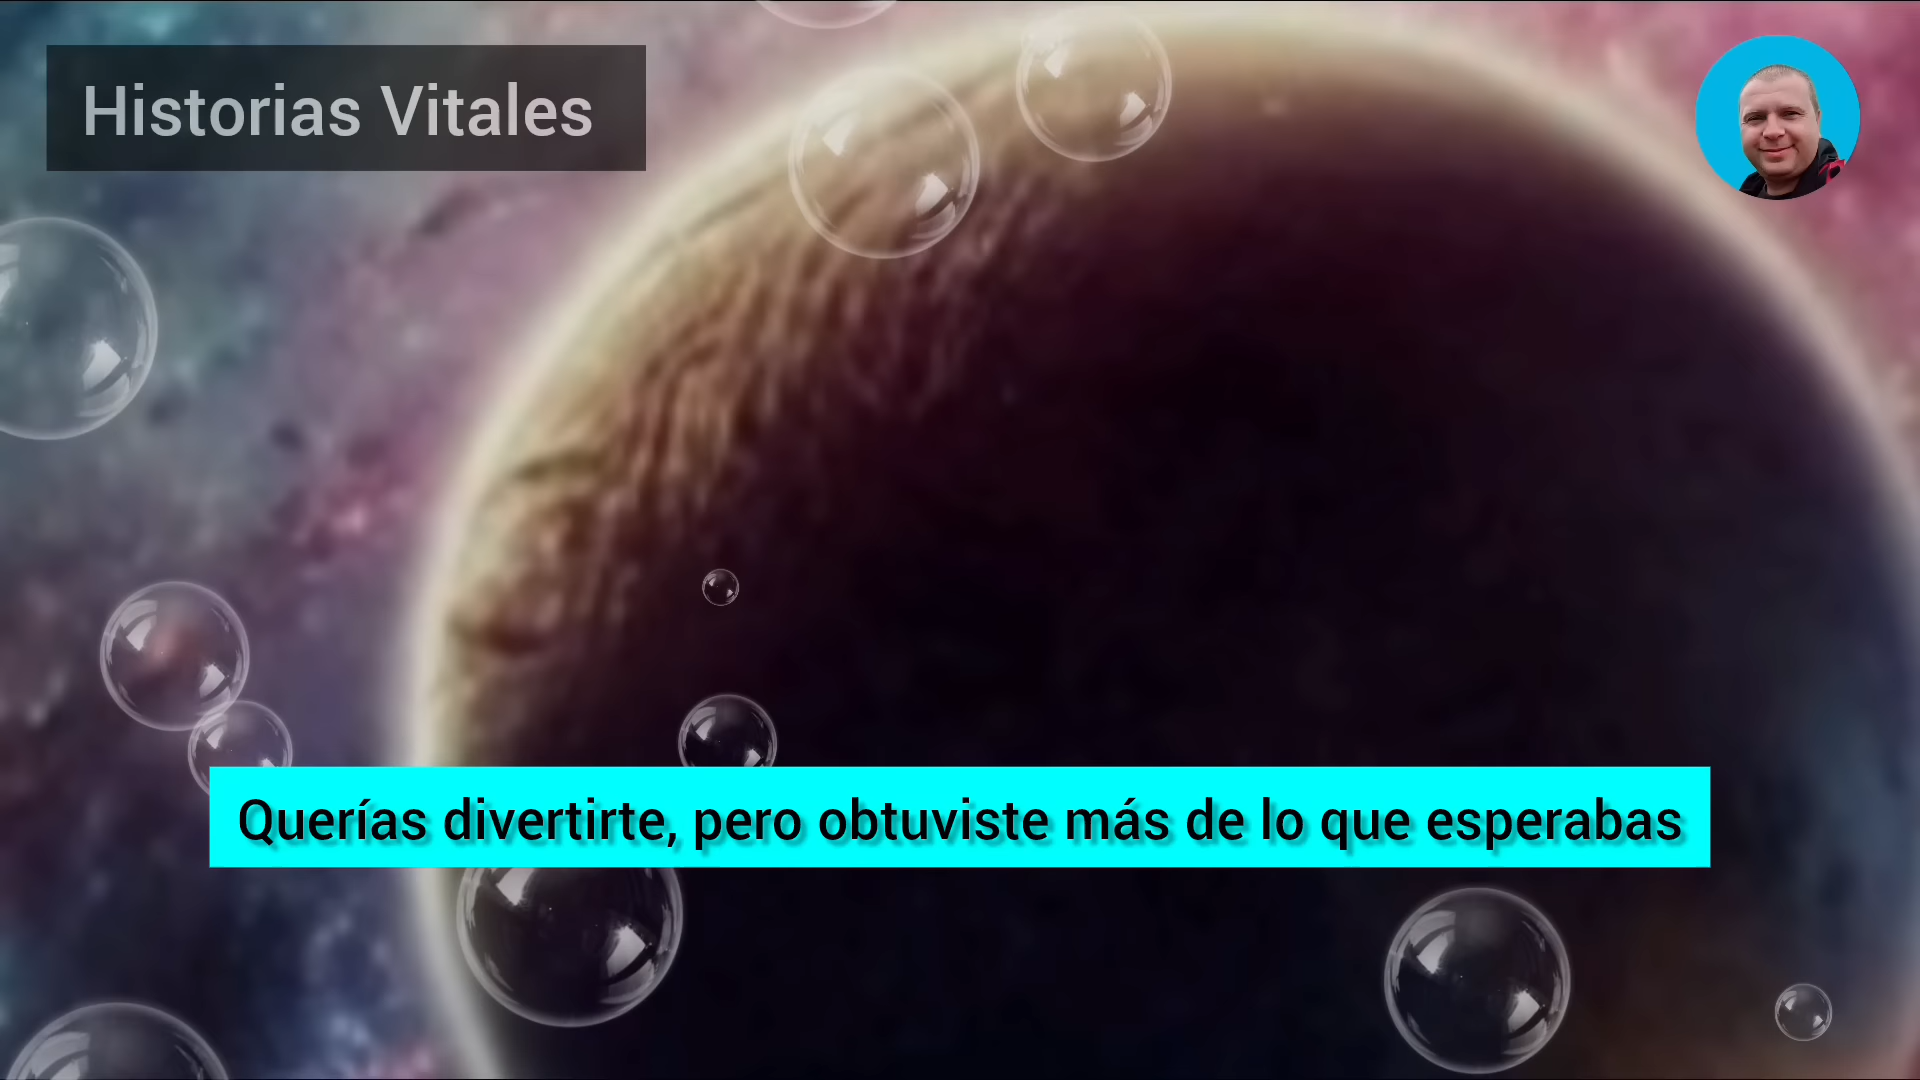 Historias Vitales
Querías divertirte, pero obtuviste más de lo que esperabas